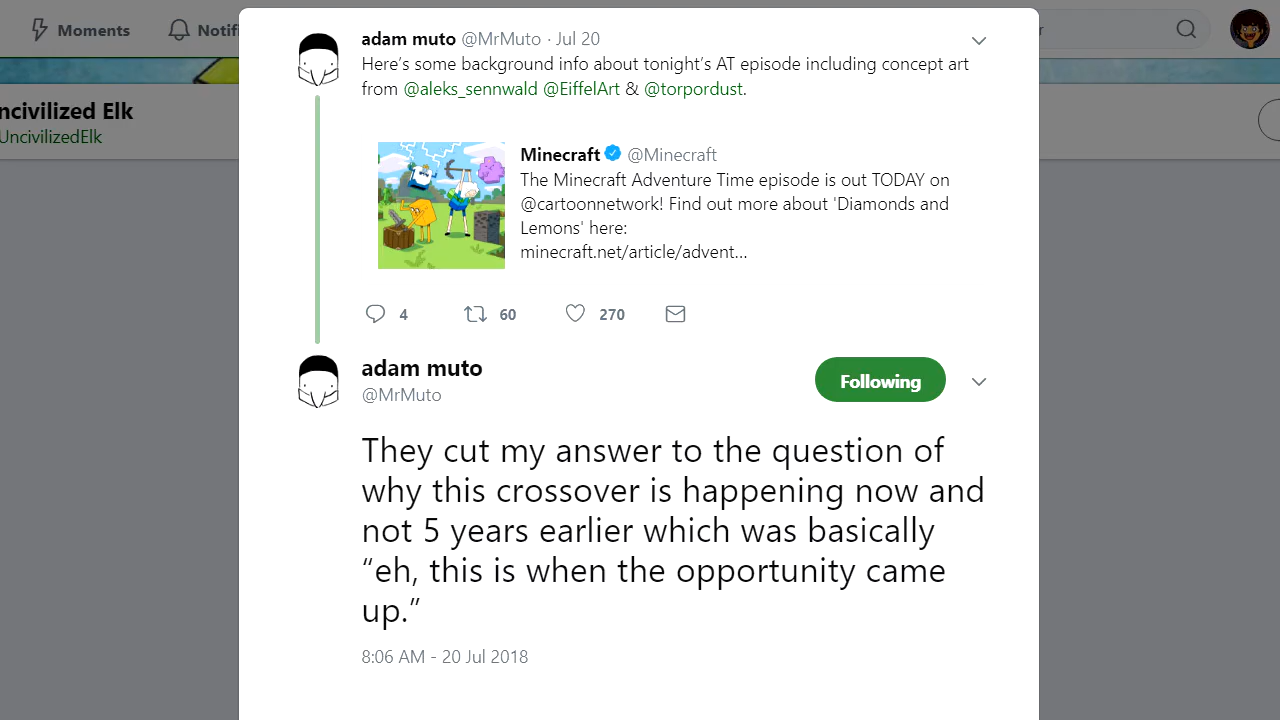 Moments
Notifi
r
ncivilized Elk
UncivilizedElk
adam muto @MrMuto · Jul 20
Here’s some background info about tonight’s AT episode including concept art
from @aleks_sennwald @EiffelArt & @torpordust.
Minecraft @Minecraft
The Minecraft Adventure Time episode is out TODAY on
@cartoonnetwork! Find out more about 'Diamonds and
Lemons' here:
minecraft.net/article/advent...
4 60 270
adam muto
@MrMuto
Following
They cut my answer to the question of
why this crossover is happening now and
not 5 years earlier which was basically
“eh, this is when the opportunity came
up.”
8:06 AM - 20 Jul 2018